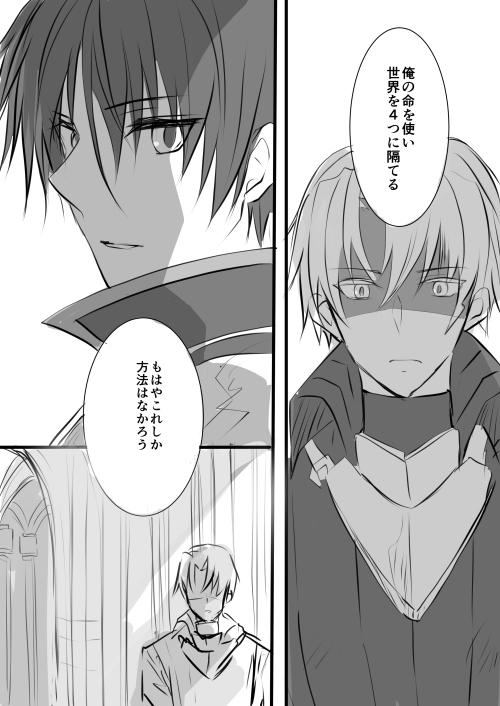 俺の命を使い
世界を４つに隔てる
もはやこれしか
方法はなかろう